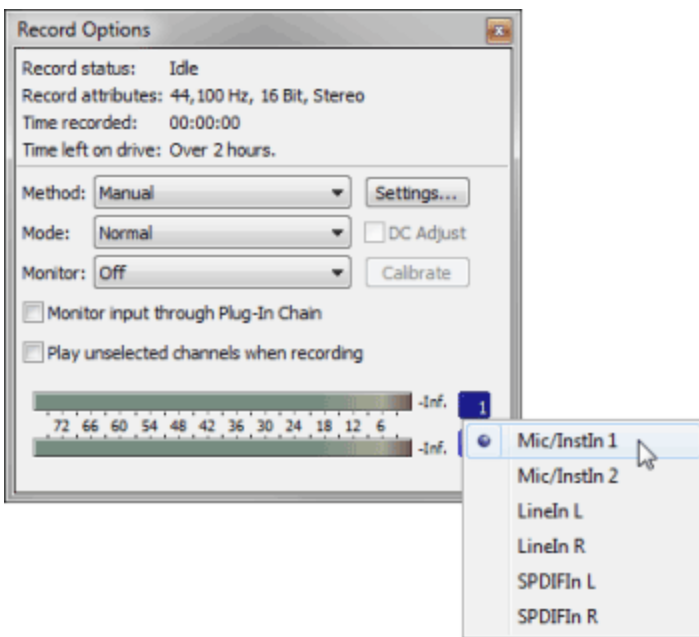 Record Options
Record status: Idle
Record attributes: 44,100 Hz, 16 Bit, Stereo
Time recorded: 00:00:00
Time left on drive: Over 2 hours.
Method: Manual Settings...
Mode: Normal DC Adjust
Monitor: Off Calibrate
Monitor input through Plug-In Chain
Play unselected channels when recording
-Inf. 1
72 66 60 54 48 42 36 30 24 18 12 6
-Inf.
Mic/InstIn 1
Mic/InstIn 2
LineIn L
LineIn R
SPDIFIn L
SPDIFIn R